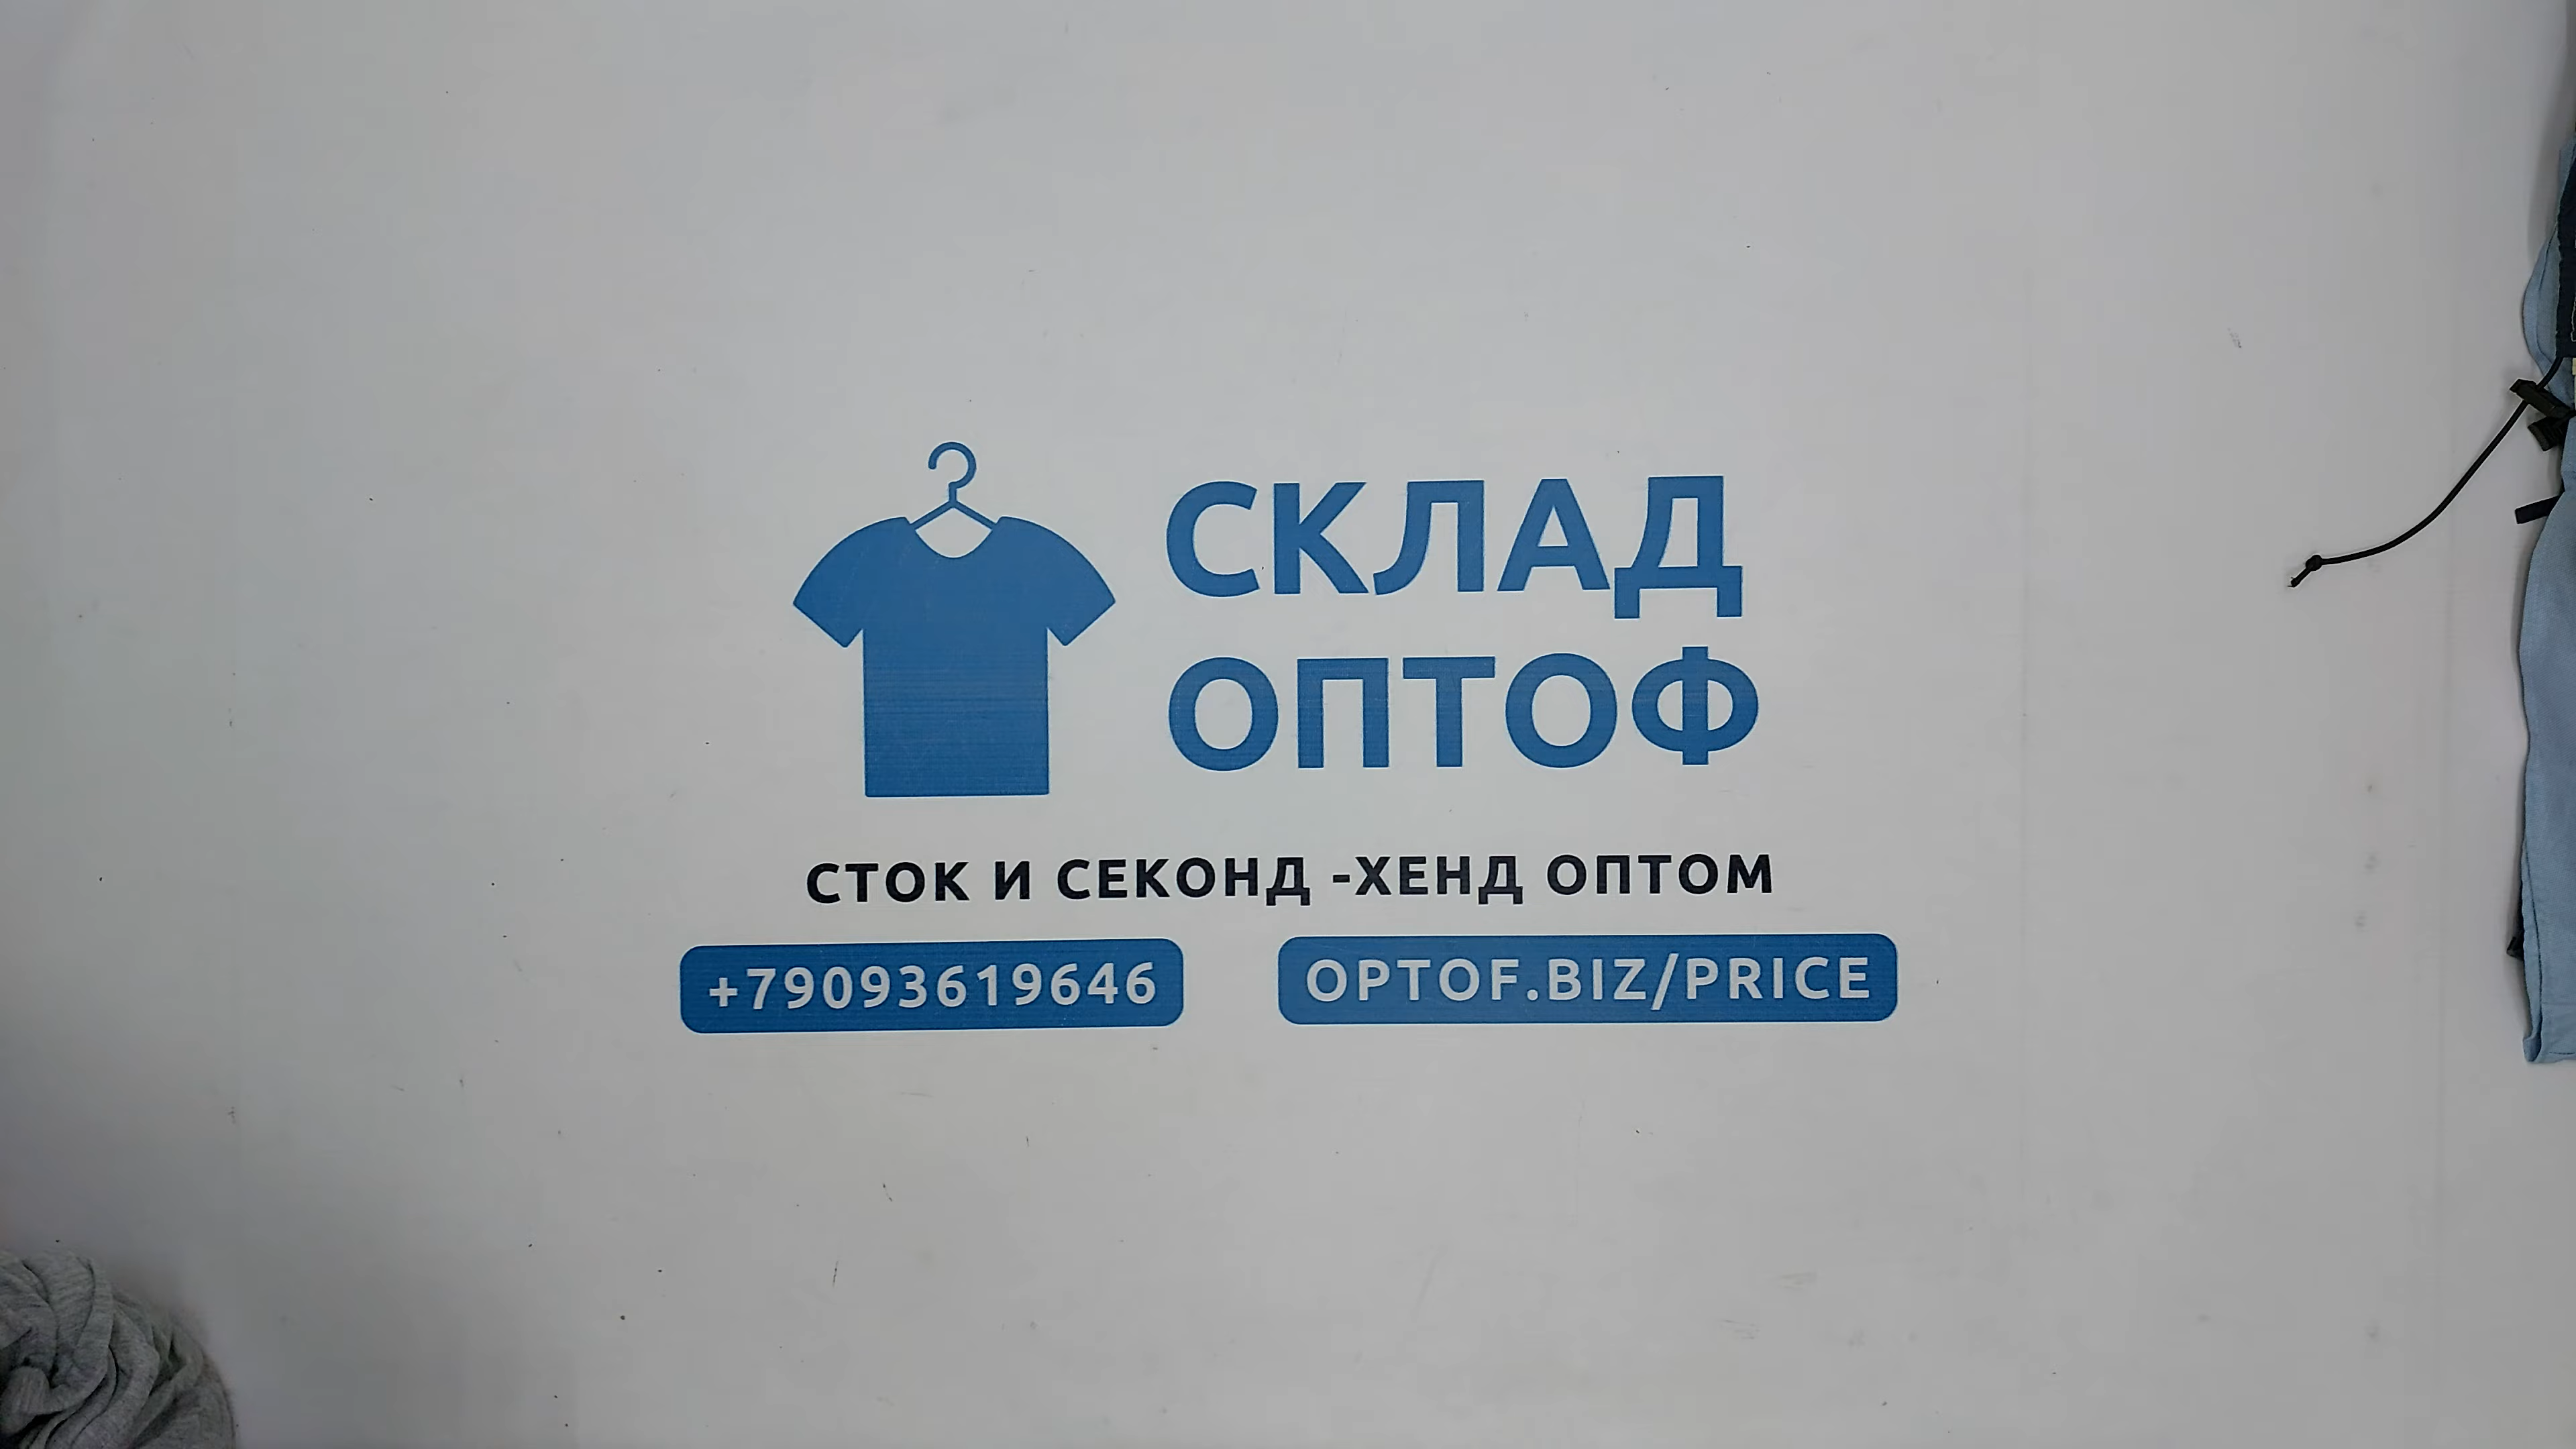 СКЛАД
ОПТОФ
СТОК И СЕКОНД -ХЕНД ОПТОМ
+79093619646
OPTOF.BIZ/PRICE